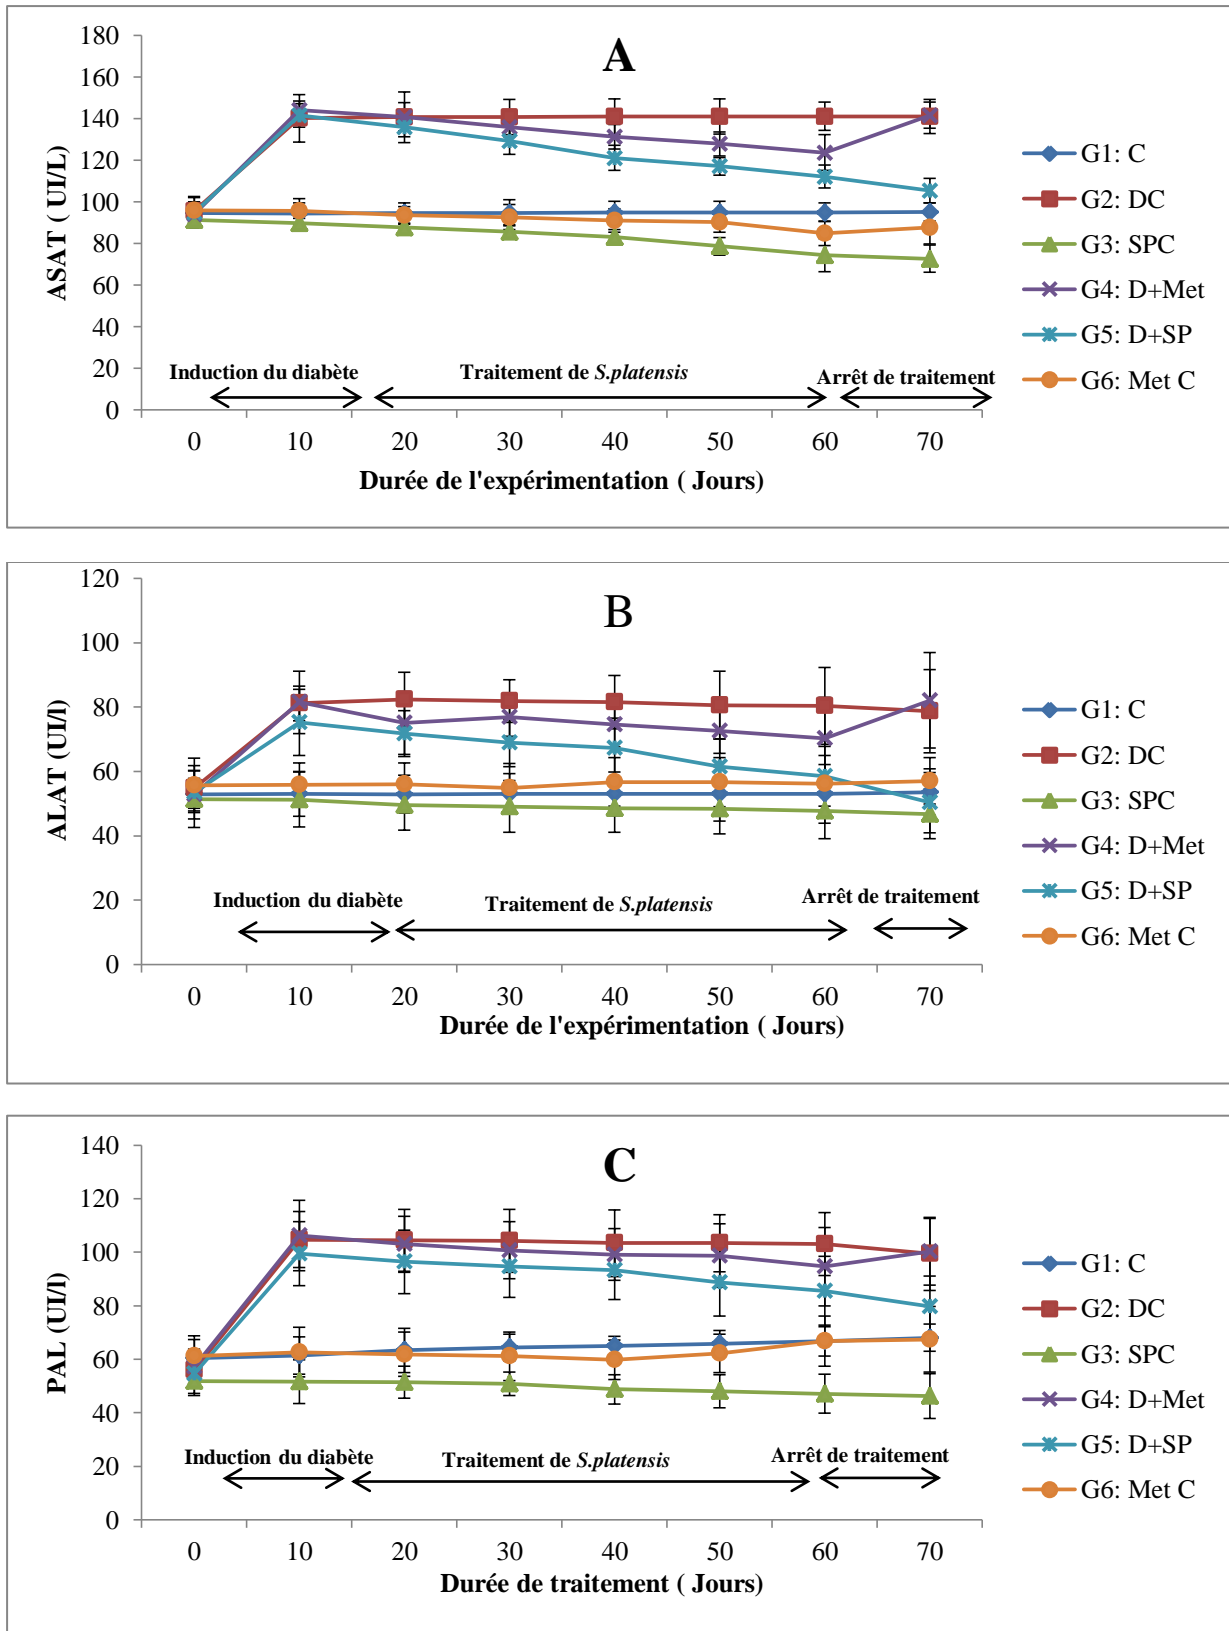 A
ASAT ( UI/L)
180
160
140
120
100
80
60
40
20
0
Induction du diabète
Traitement de S.platensis
Arrêt de traitement
0 10 20 30 40 50 60 70
Durée de l'expérimentation ( Jours)
G1: C
G2: DC
G3: SPC
G4: D+Met
G5: D+SP
G6: Met C
B
ALAT (UI/l)
120
100
80
60
40
20
0
Induction du diabète
Traitement de S.platensis
Arrêt de traitement
0 10 20 30 40 50 60 70
Durée de l'expérimentation ( Jours)
G1: C
G2: DC
G3: SPC
G4: D+Met
G5: D+SP
G6: Met C
C
PAL (UI/l)
140
120
100
80
60
40
20
0
Induction du diabète
Traitement de S.platensis
Arrêt de traitement
0 10 20 30 40 50 60 70
Durée de traitement ( Jours)
G1: C
G2: DC
G3: SPC
G4: D+Met
G5: D+SP
G6: Met C